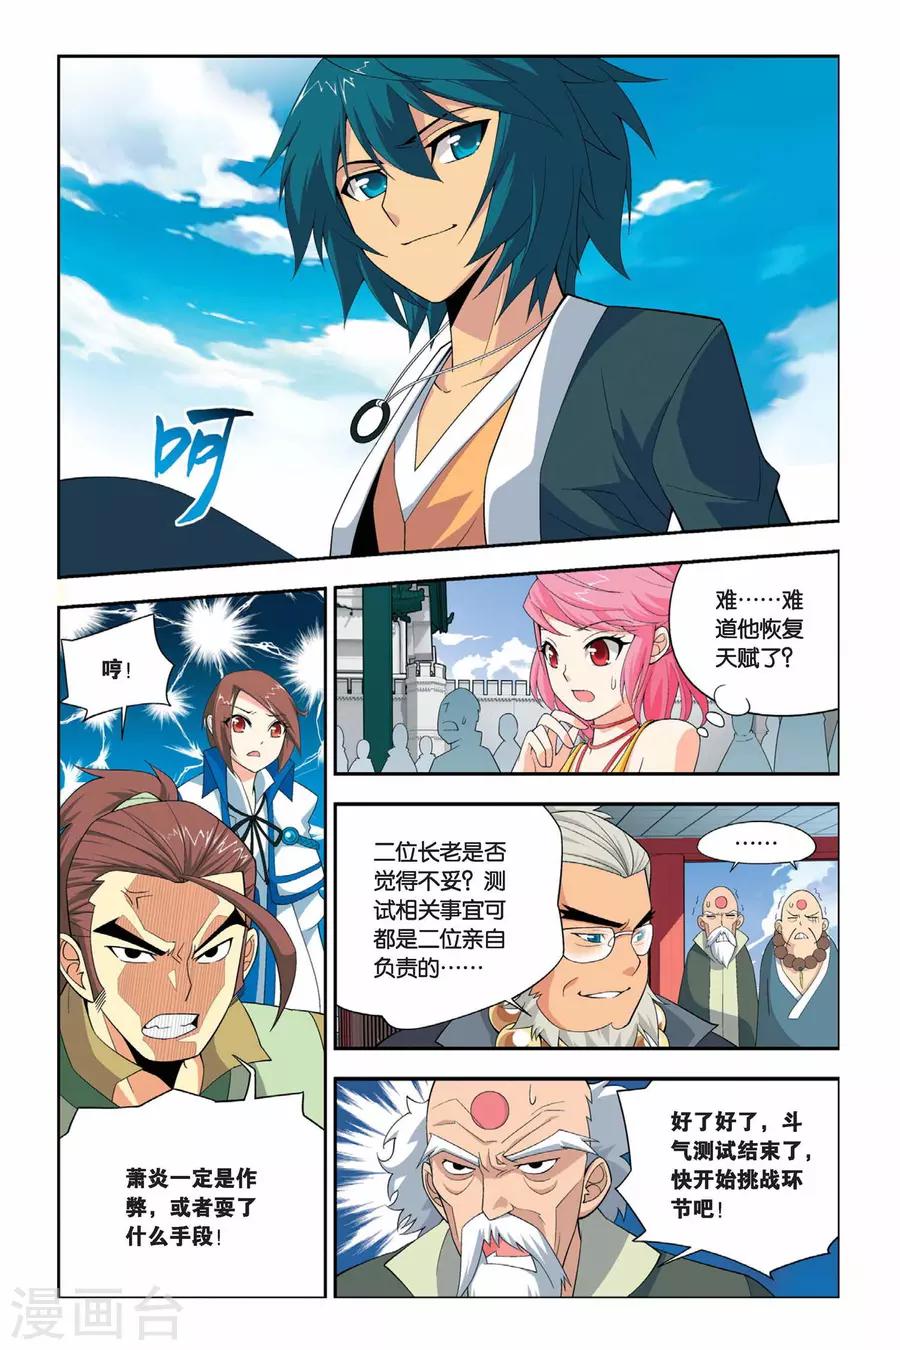 呵
难……难
道他恢复
天赋了？
哼！
萧炎一定是作
弊，或者耍了
什么手段！
二位长老是否
觉得不妥？测
试相关事宜可
都是二位亲自
负责的……
……
好了好了，斗
气测试结束了，
快开始挑战环
节吧！
漫画台